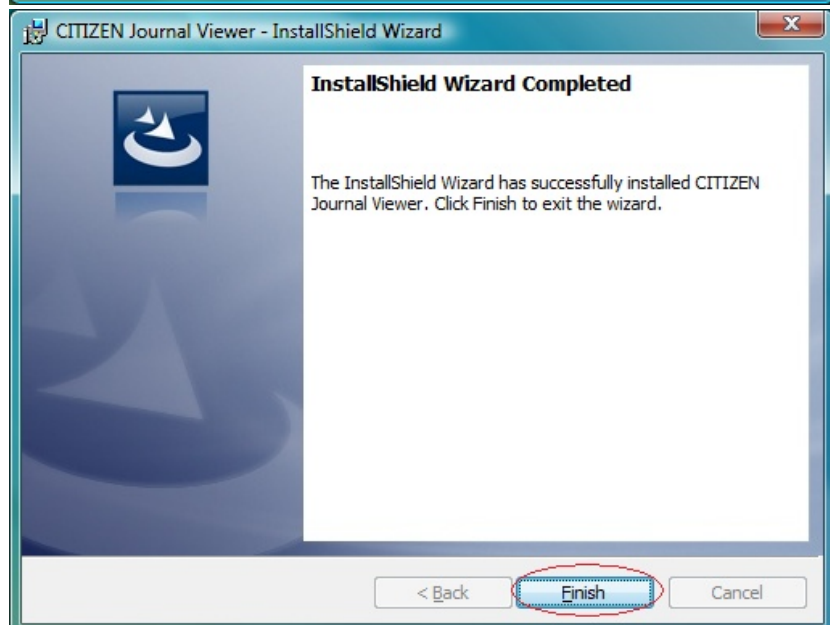 CITIZEN Journal Viewer - InstallShield Wizard
InstallShield Wizard Completed
The InstallShield Wizard has successfully installed CITIZEN
Journal Viewer. Click Finish to exit the wizard.
< Back Finish Cancel